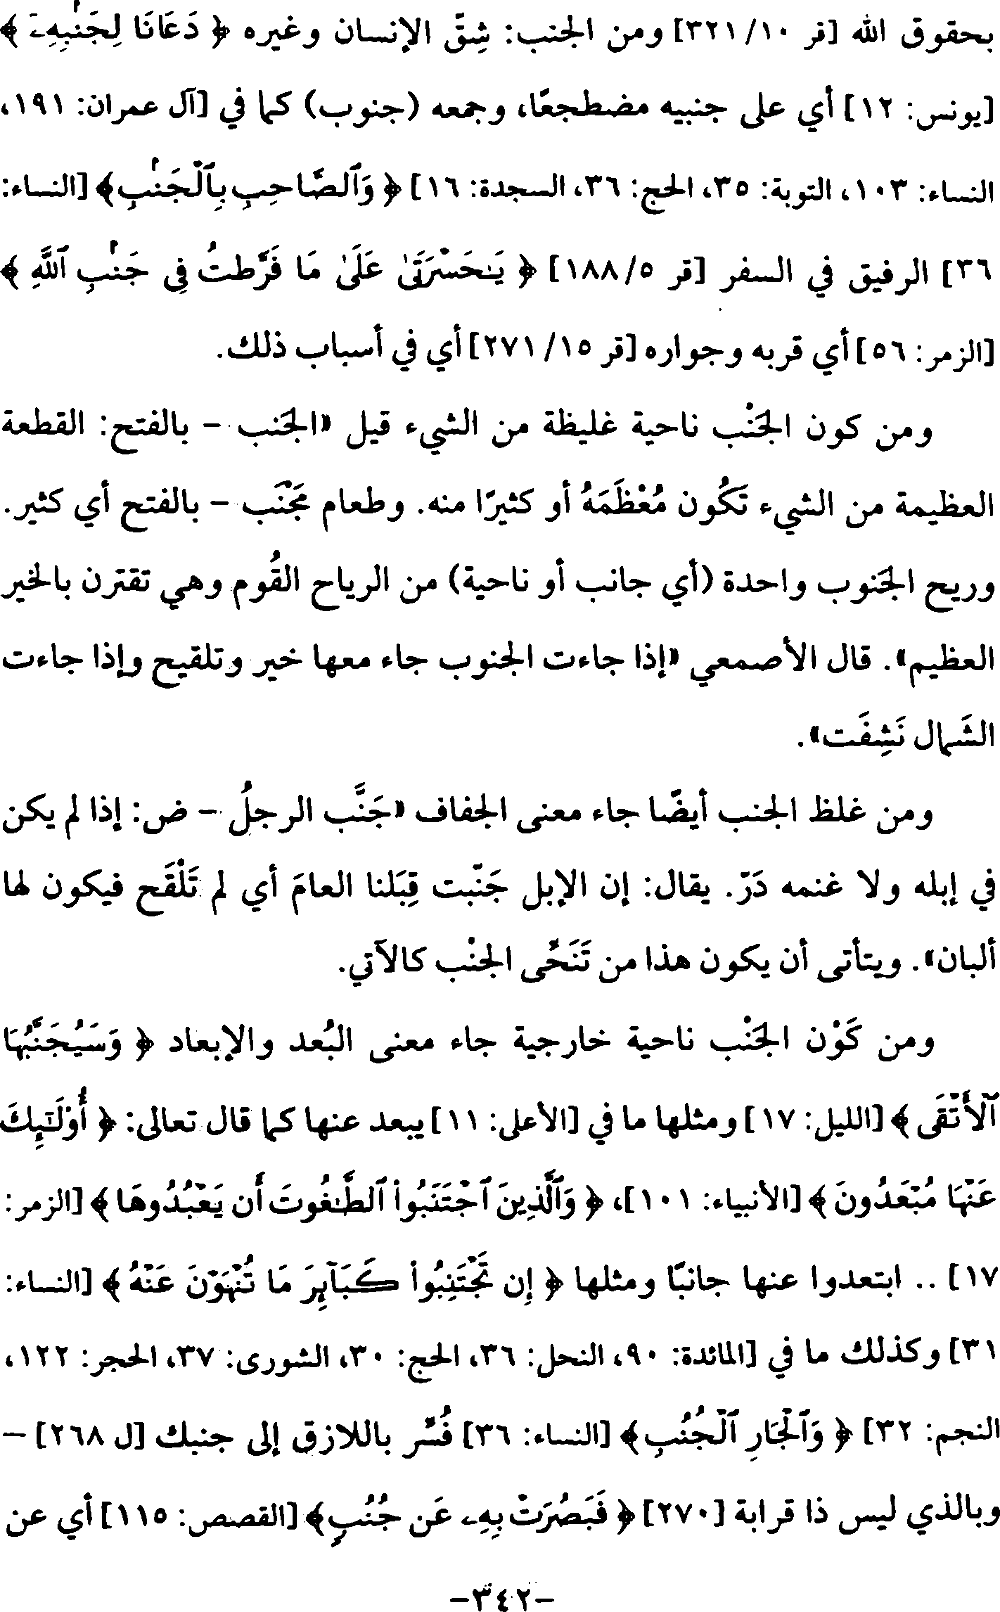 بحقوق الله [قر ١٠/ ٣٢١] ومن الجنب: شِقّ الإنسان وغيره ﴿ دَعَانَا لِجَنۢبِهِۦٓ ﴾
[يونس: ١٢] أي على جنبيه مضطجعًا، وجمعه (جنوب) كما في [آل عمران: ١٩١،
النساء: ١٠٣، التوبة: ٣٥، الحج: ٣٦، السجدة: ١٦] ﴿ وَٱلصَّاحِبِ بِٱلْجَنۢبِ﴾ [النساء:
٣٦] الرفيق في السفر [قر ٥/ ١٨٨] ﴿ يَـٰحَسْرَتَىٰ عَلَىٰ مَا فَرَّطتُ فِى جَنۢبِ ٱللَّهِ ﴾
[الزمر: ٥٦] أي قربه وجواره [قر ١٥/ ٢٧١] أي في أسباب ذلك.
ومن كون الجَنْب ناحية غليظة من الشيء قيل «الجَنب – بالفتح: القطعة
العظيمة من الشيء تَكُون مُعْظَمَهُ أو كثيرًا منه. وطعام مَجْنَب – بالفتح أي كثير.
وريح الجَنوب واحدة (أي جانب أو ناحية) من الرياح القُوم وهي تقترن بالخير
العظيم». قال الأصمعي «إذا جاءت الجنوب جاء معها خير وتلقيح وإذا جاءت
الشَمال نَشِفَت».
ومن غلظ الجنب أيضًا جاء معنى الجفاف «جَنَّب الرجلُ – ض: إذا لم يكن
في إبله ولا غنمه دَرّ. يقال: إن الإبل جَنّبت قِبَلنا العامَ أي لم تَلْقَح فيكون لها
ألبان». ويتأتى أن يكون هذا من تَنَحِّى الجنْب كالآتي.
ومن كَوْن الجَنْب ناحية خارجية جاء معنى البُعد والإبعاد ﴿ وَسَيُجَنَّبُهَا
ٱلْأَتْقَى ﴾ [الليل: ١٧] ومثلها ما في [الأعلى: ١١] يبعد عنها كما قال تعالى: ﴿ أُوْلَـٰٓئِكَ
عَنْهَا مُبْعَدُونَ ﴾ [الأنبياء: ١٠١]، ﴿ وَٱلَّذِينَ ٱجْتَنَبُواْ ٱلطَّـٰغُوتَ أَن يَعْبُدُوهَا ﴾ [الزمر:
١٧] .. ابتعدوا عنها جانبًا ومثلها ﴿ إِن تَجْتَنِبُواْ كَبَآئِرَ مَا تُنْهَوْنَ عَنْهُ ﴾ [النساء:
٣١] وكذلك ما في [المائدة: ٩٠، النحل: ٣٦، الحج: ٣٠، الشورى: ٣٧، الحجر: ١٢٢،
النجم: ٣٢] ﴿ وَٱلْجَارِ ٱلْجُنُبِ﴾ [النساء: ٣٦] فُسِّر باللازق إلى جنبك [ل ٢٦٨] –
وبالذي ليس ذا قرابة [٢٧٠] ﴿ فَبَصُرَتْ بِهِۦ عَن جُنُبٍ﴾ [القصص: ١١٥] أي عن
-٣٤٢-